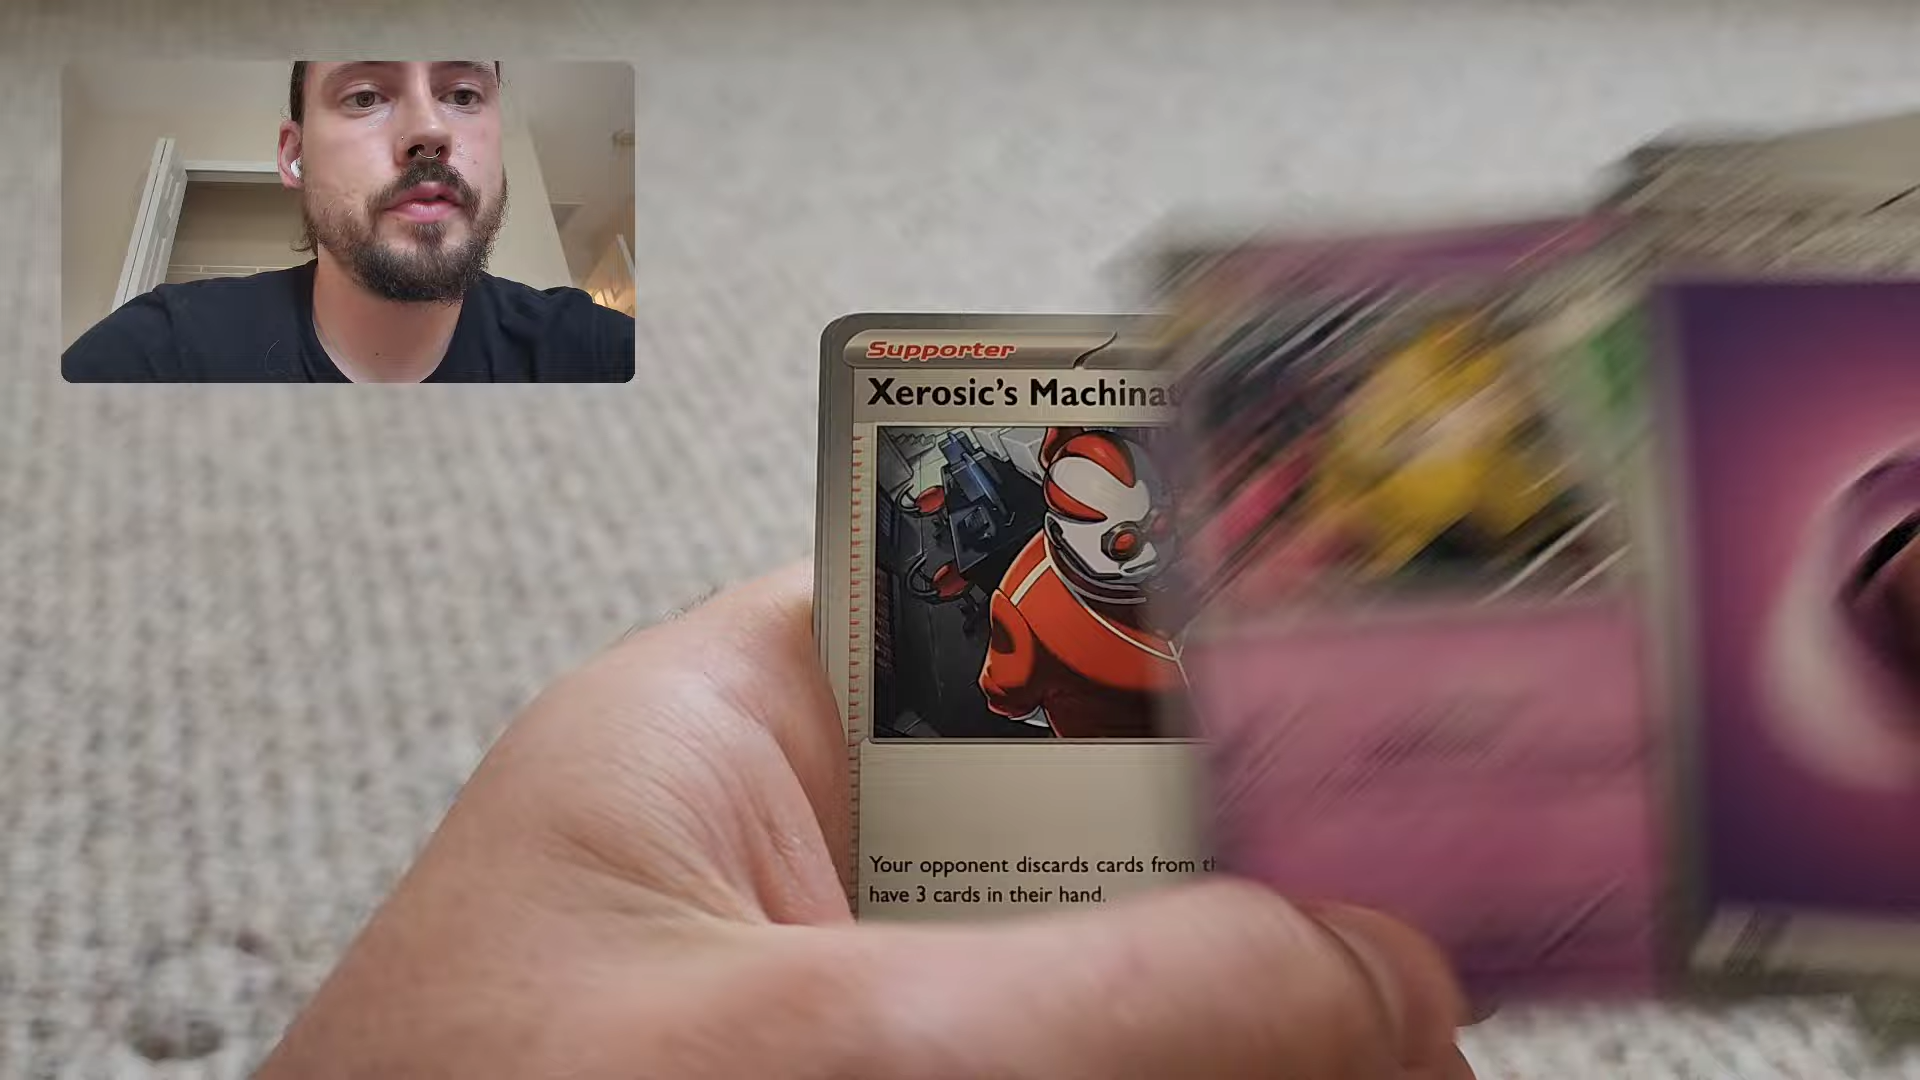 Supporter
Xerosic's Machinat
Your opponent discards cards from th
have 3 cards in their hand.